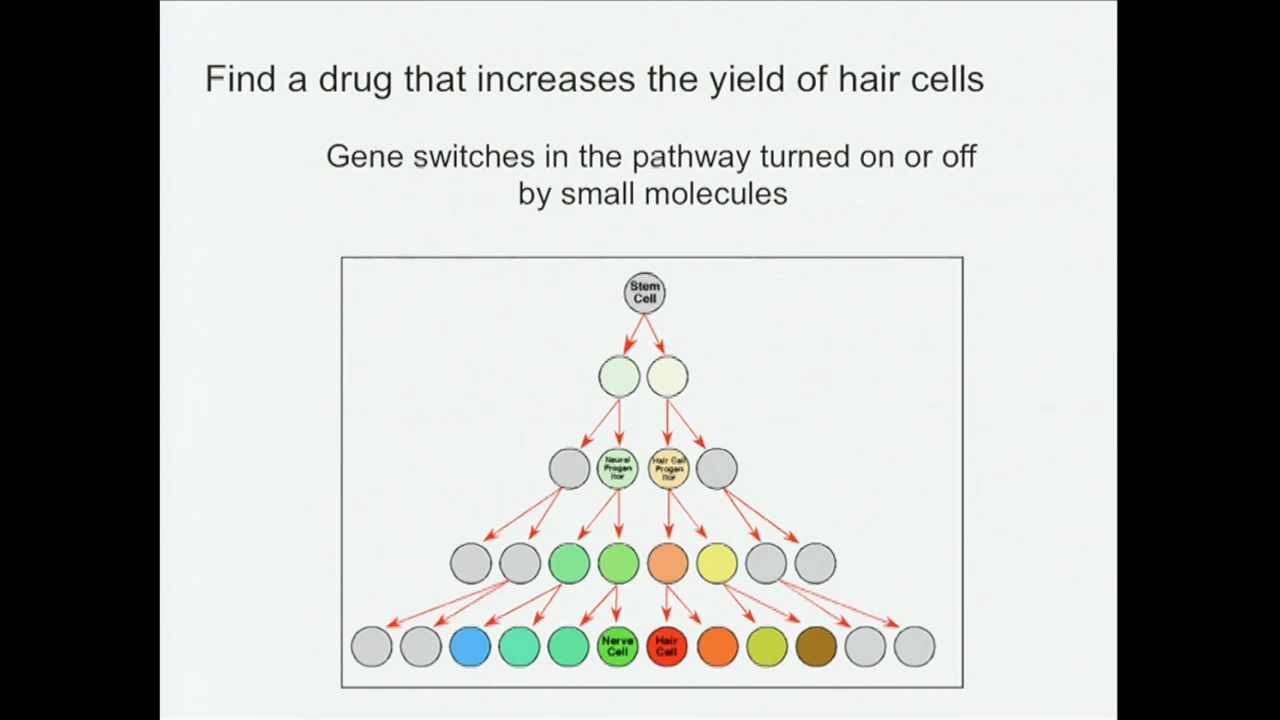 Find a drug that increases the yield of hair cells
Gene switches in the pathway turned on or off
by small molecules
Stem
Cell
Neural
Progen
itor
Hair Cell
Progen
itor
Nerve
Cell
Hair
Cell